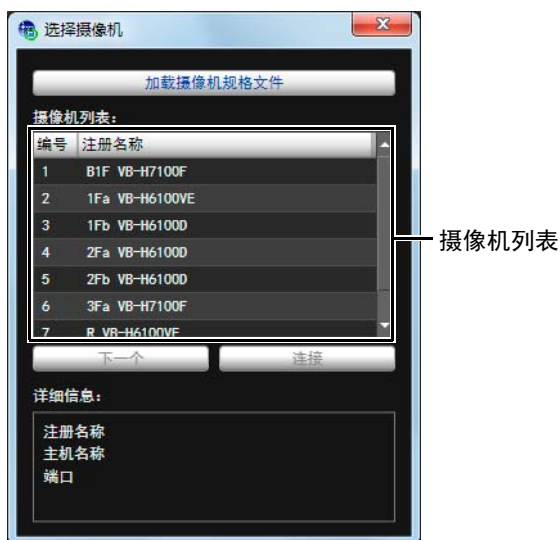 选择摄像机
加载摄像机规格文件
摄像机列表：
编号 注册名称
1 B1F VB-H7100F
2 1Fa VB-H6100VE
3 1Fb VB-H6100D
4 2Fa VB-H6100D
5 2Fb VB-H6100D
6 3Fa VB-H7100F
7 R VB-H6100VE
摄像机列表
下一个 连接
详细信息：
注册名称
主机名称
端口